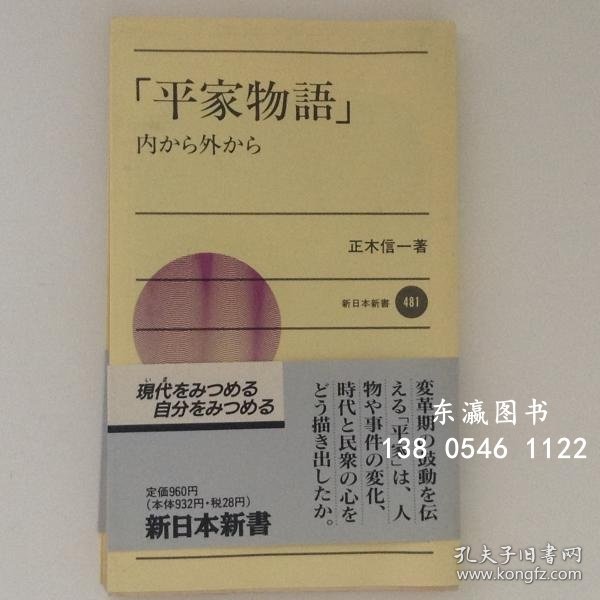 「平家物語」
内から外から
正木信一著
新日本新書 481
いま
現代をみつめる
自分をみつめる
定価960円
（本体932円・税28円）
新日本新書
変革期の鼓動を伝
える「平家」は、人
物や事件の変化、
時代と民衆の心を
どう描き出したか。
东瀛图书
138 0546 1122
孔夫子旧书网
www.kongfz.com